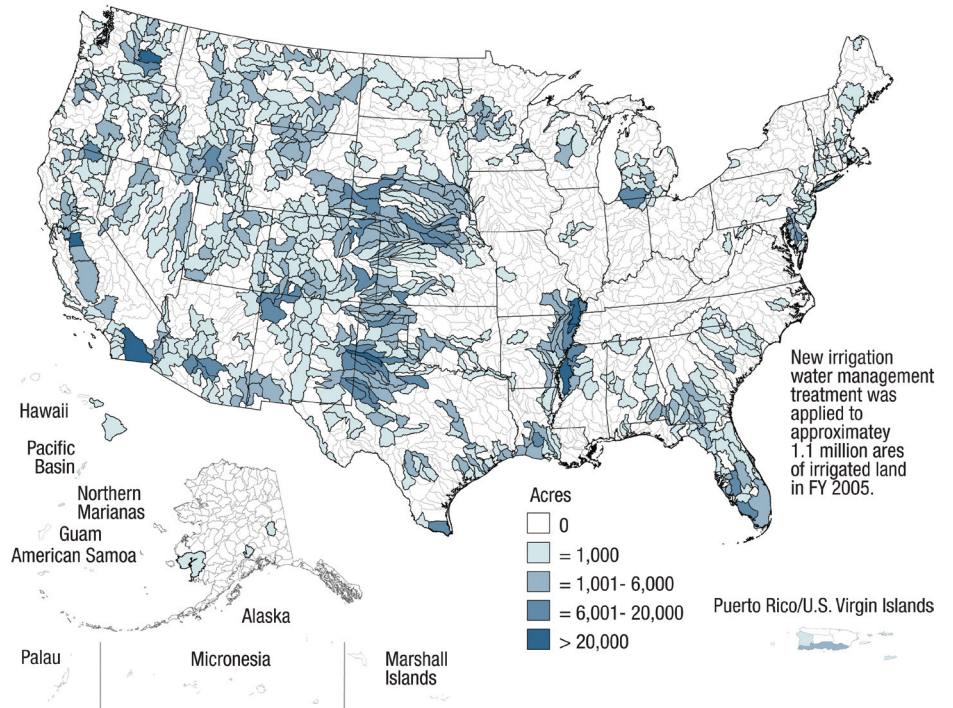 New irrigation
water management
treatment was
applied to
approximatey
1.1 million ares
of irrigated land
in FY 2005.
Hawaii
Pacific
Basin
Northern
Marianas
Guam
American Samoa
Alaska
Acres
0
= 1,000
= 1,001- 6,000
= 6,001- 20,000
> 20,000
Puerto Rico/U.S. Virgin Islands
Palau
Micronesia
Marshall
Islands